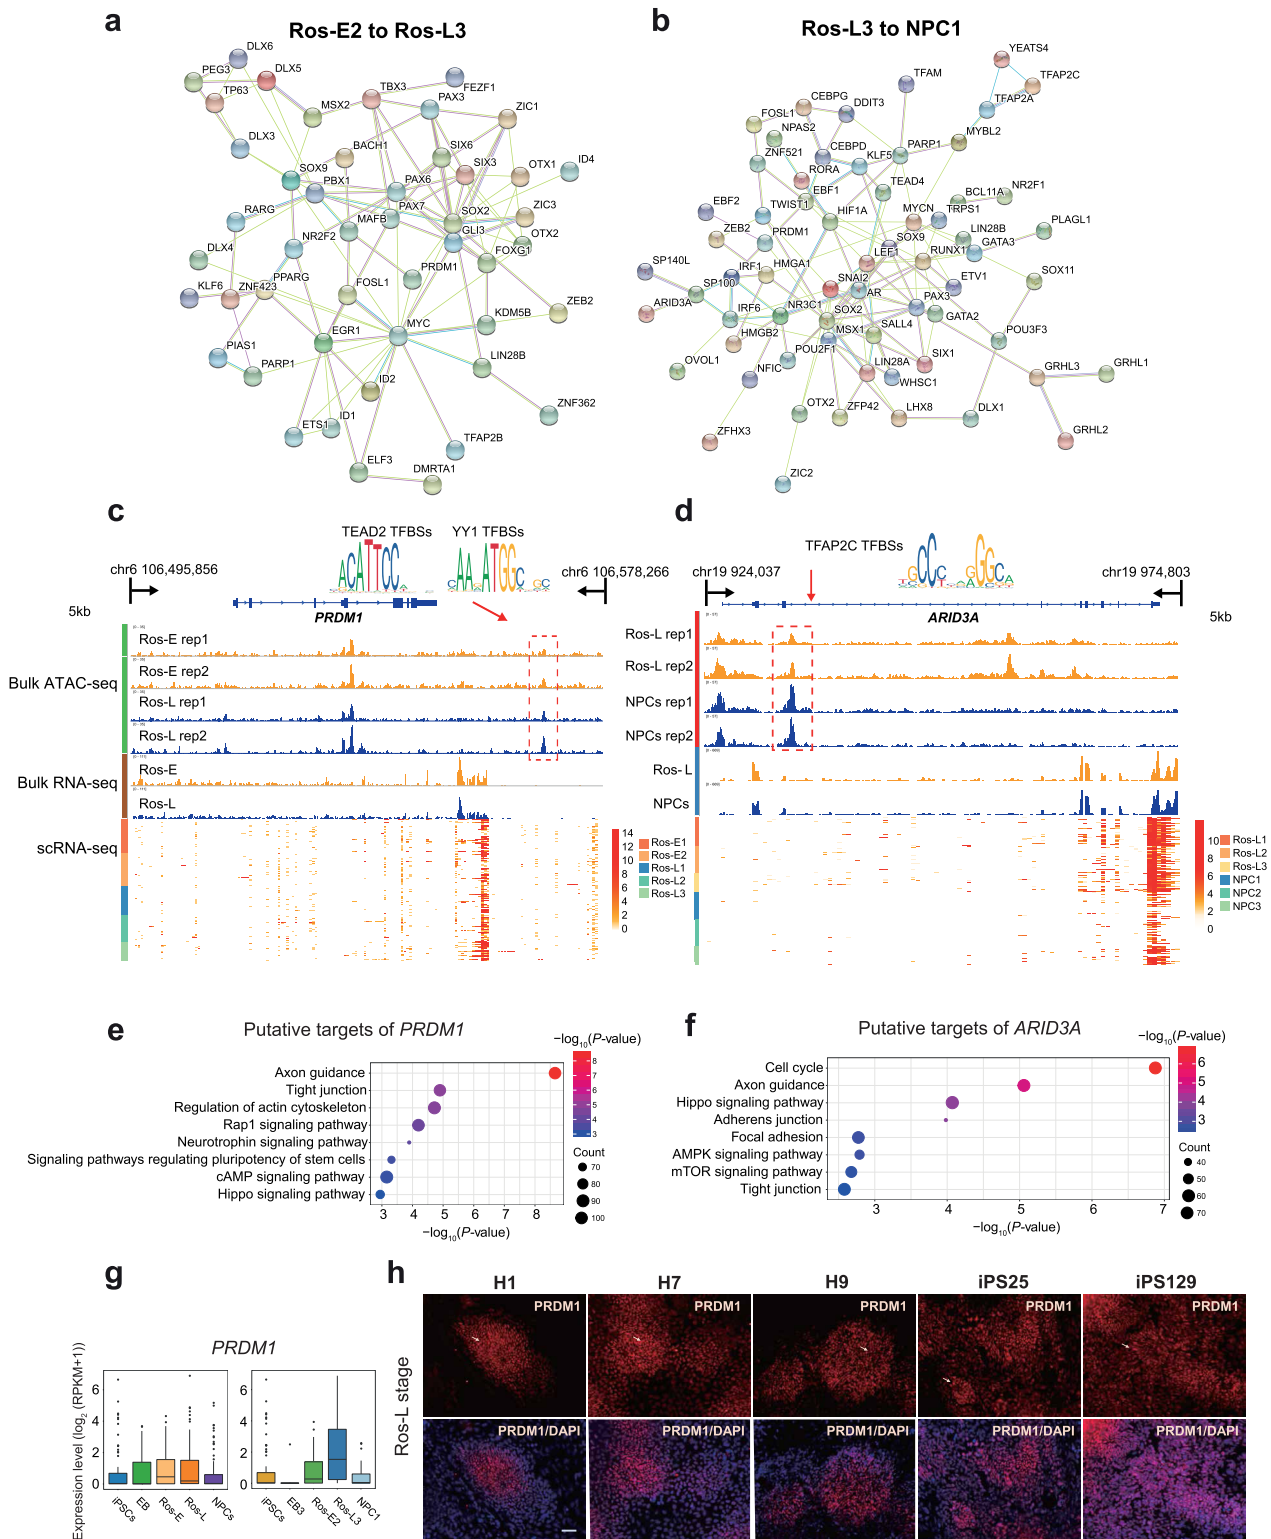 a
Ros-E2 to Ros-L3
DLX6
PEG3
DLX5
TP63
MSX2
TBX3
FEZF1
PAX3
ZIC1
DLX3
BACH1
SIX6
SIX3
OTX1
ID4
SOX9
PBX1
PAX6
PAX7
SOX2
ZIC3
RARG
MAFB
GLI3
OTX2
DLX4
NR2F2
FOXG1
PRDM1
PPARG
KLF6
ZNF423
FOSL1
ZEB2
KDM5B
EGR1
MYC
PIAS1
PARP1
LIN28B
ID2
ZNF362
ETS1
ID1
TFAP2B
ELF3
DMRTA1
b
Ros-L3 to NPC1
YEATS4
TFAM
TFAP2C
CEBPG
DDIT3
TFAP2A
FOSL1
NPAS2
MYBL2
CEBPD
KLF5
PARP1
ZNF521
RORA
TEAD4
BCL11A
NR2F1
EBF1
EBF2
TWIST1
HIF1A
MYCN
TRPS1
PLAGL1
ZEB2
PRDM1
LIN28B
SOX9
GATA3
RUNX1
LEF1
SP140L
IRF1
HMGA1
SNAI2
ETV1
SOX11
SP100
AR
ARID3A
IRF6
NR3C1
SOX2
PAX3
GATA2
HMGB2
MSX1
SALL4
POU3F3
POU2F1
OVOL1
NFIC
LIN28A
SIX1
WHSC1
GRHL3
GRHL1
OTX2
ZFP42
LHX8
DLX1
ZFHX3
GRHL2
ZIC2
c
TEAD2 TFBSs
YY1 TFBSs
chr6 106,495,856
chr6 106,578,266
5kb
PRDM1
Ros-E rep1
Ros-E rep2
Bulk ATAC-seq
Ros-L rep1
Ros-L rep2
Ros-E
Bulk RNA-seq
Ros-L
scRNA-seq
14
12
10
8
6
4
2
0
Ros-E1
Ros-E2
Ros-L1
Ros-L2
Ros-L3
d
TFAP2C TFBSs
chr19 924,037
chr19 974,803
5kb
ARID3A
Ros-L rep1
Ros-L rep2
NPCs rep1
NPCs rep2
Ros- L
NPCs
10
8
6
4
2
0
Ros-L1
Ros-L2
Ros-L3
NPC1
NPC2
NPC3
e
Putative targets of PRDM1
Axon guidance
Tight junction
Regulation of actin cytoskeleton
Rap1 signaling pathway
Neurotrophin signaling pathway
Signaling pathways regulating pluripotency of stem cells
cAMP signaling pathway
Hippo signaling pathway
3 4 5 6 7 8
−log10(P-value)
−log10(P-value)
8
7
6
5
4
3
Count
70
80
90
100
f
Putative targets of ARID3A
Cell cycle
Axon guidance
Hippo signaling pathway
Adherens junction
Focal adhesion
AMPK signaling pathway
mTOR signaling pathway
Tight junction
3 4 5 6 7
−log10(P-value)
−log10(P-value)
6
5
4
3
Count
40
50
60
70
g
PRDM1
Expression level (log2 (RPKM+1))
6
4
2
0
iPSCs
EB
Ros-E
Ros-L
NPCs
6
4
2
0
iPSCs
EB3
Ros-E2
Ros-L3
NPC1
h
H1
H7
H9
iPS25
iPS129
Ros-L stage
PRDM1
PRDM1
PRDM1
PRDM1
PRDM1
PRDM1/DAPI
PRDM1/DAPI
PRDM1/DAPI
PRDM1/DAPI
PRDM1/DAPI